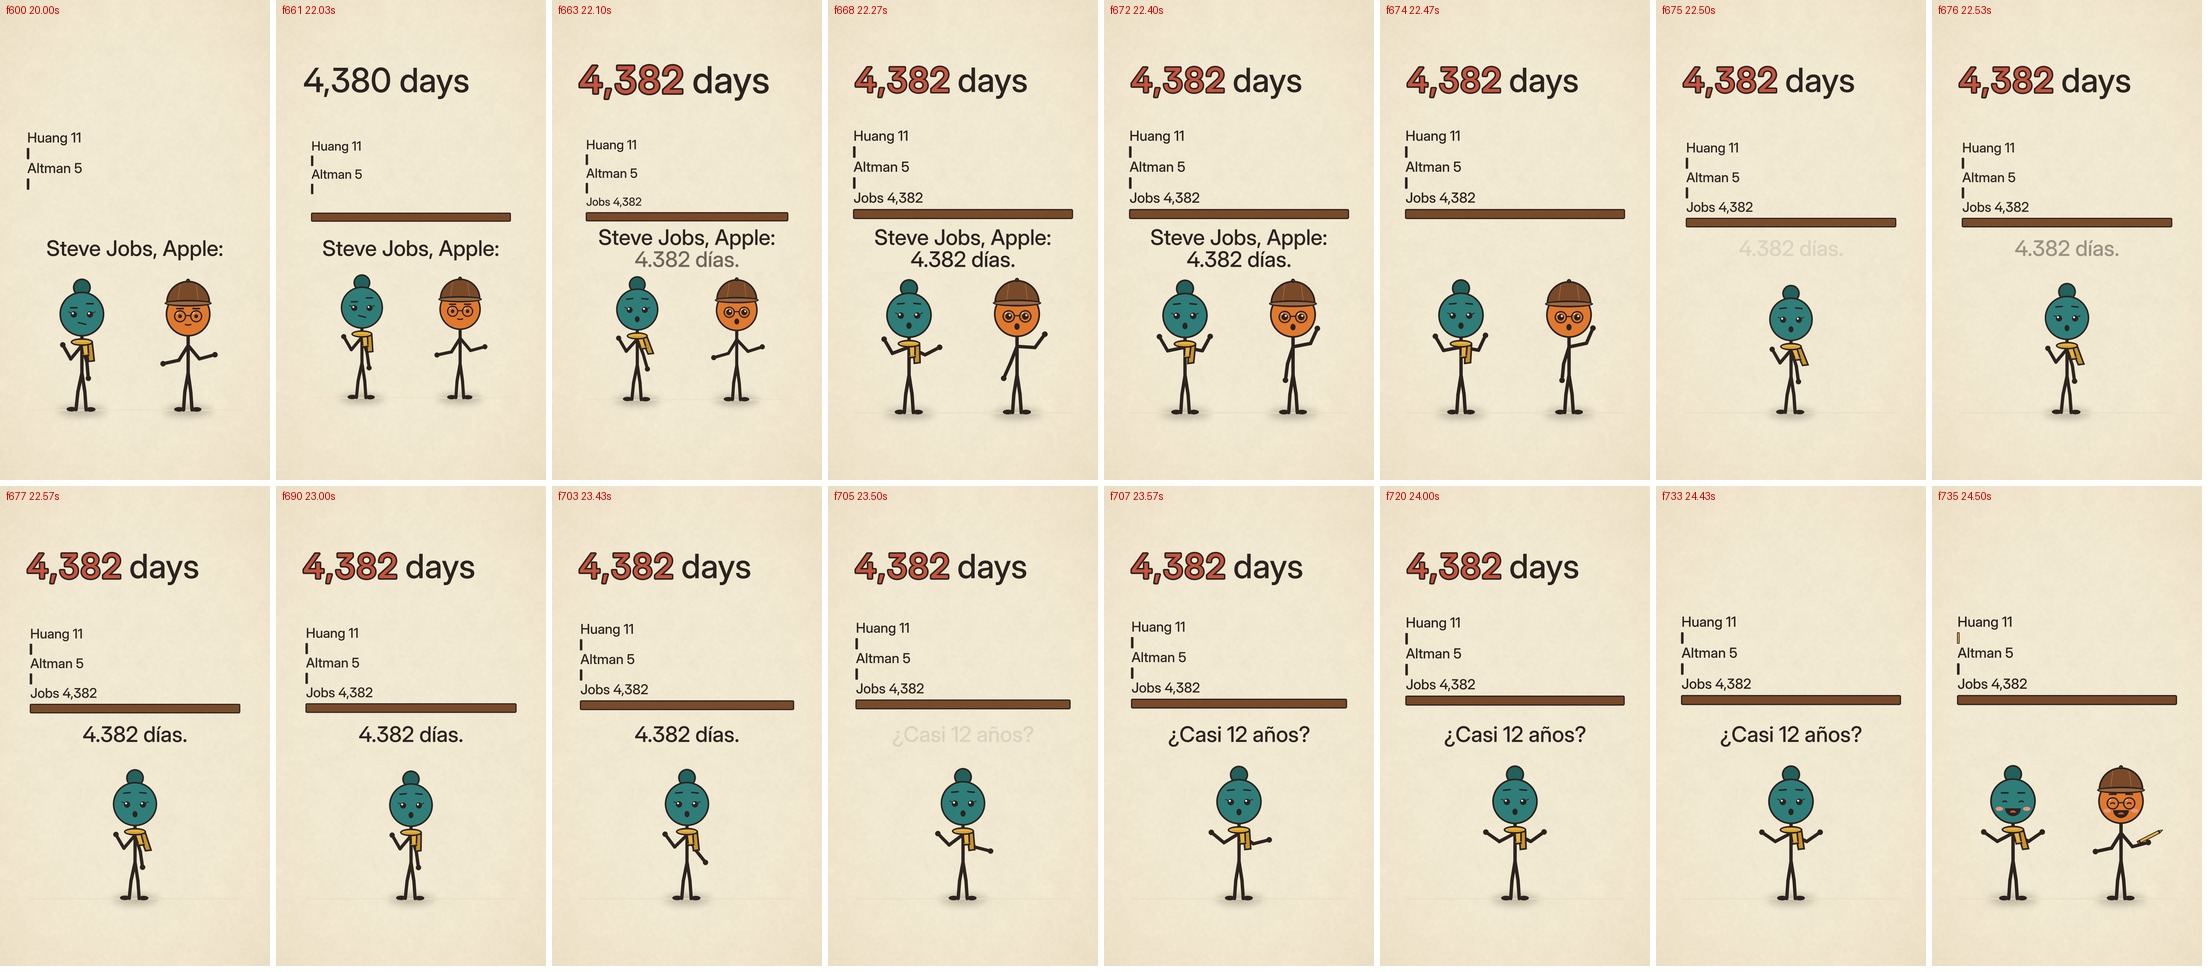 f600 20.00s
Huang 11
Altman 5
Steve Jobs, Apple:
f661 22.03s
4,380 days
Huang 11
Altman 5
Steve Jobs, Apple:
f663 22.10s
4,382 days
Huang 11
Altman 5
Jobs 4,382
Steve Jobs, Apple:
4.382 días.
f668 22.27s
4,382 days
Huang 11
Altman 5
Jobs 4,382
Steve Jobs, Apple:
4.382 días.
f672 22.40s
4,382 days
Huang 11
Altman 5
Jobs 4,382
Steve Jobs, Apple:
4.382 días.
f674 22.47s
4,382 days
Huang 11
Altman 5
Jobs 4,382
f675 22.50s
4,382 days
Huang 11
Altman 5
Jobs 4,382
4.382 días.
f676 22.53s
4,382 days
Huang 11
Altman 5
Jobs 4,382
4.382 días.
f677 22.57s
4,382 days
Huang 11
Altman 5
Jobs 4,382
4.382 días.
f690 23.00s
4,382 days
Huang 11
Altman 5
Jobs 4,382
4.382 días.
f703 23.43s
4,382 days
Huang 11
Altman 5
Jobs 4,382
4.382 días.
f705 23.50s
4,382 days
Huang 11
Altman 5
Jobs 4,382
¿Casi 12 años?
f707 23.57s
4,382 days
Huang 11
Altman 5
Jobs 4,382
¿Casi 12 años?
f720 24.00s
4,382 days
Huang 11
Altman 5
Jobs 4,382
¿Casi 12 años?
f733 24.43s
Huang 11
Altman 5
Jobs 4,382
¿Casi 12 años?
f735 24.50s
Huang 11
Altman 5
Jobs 4,382